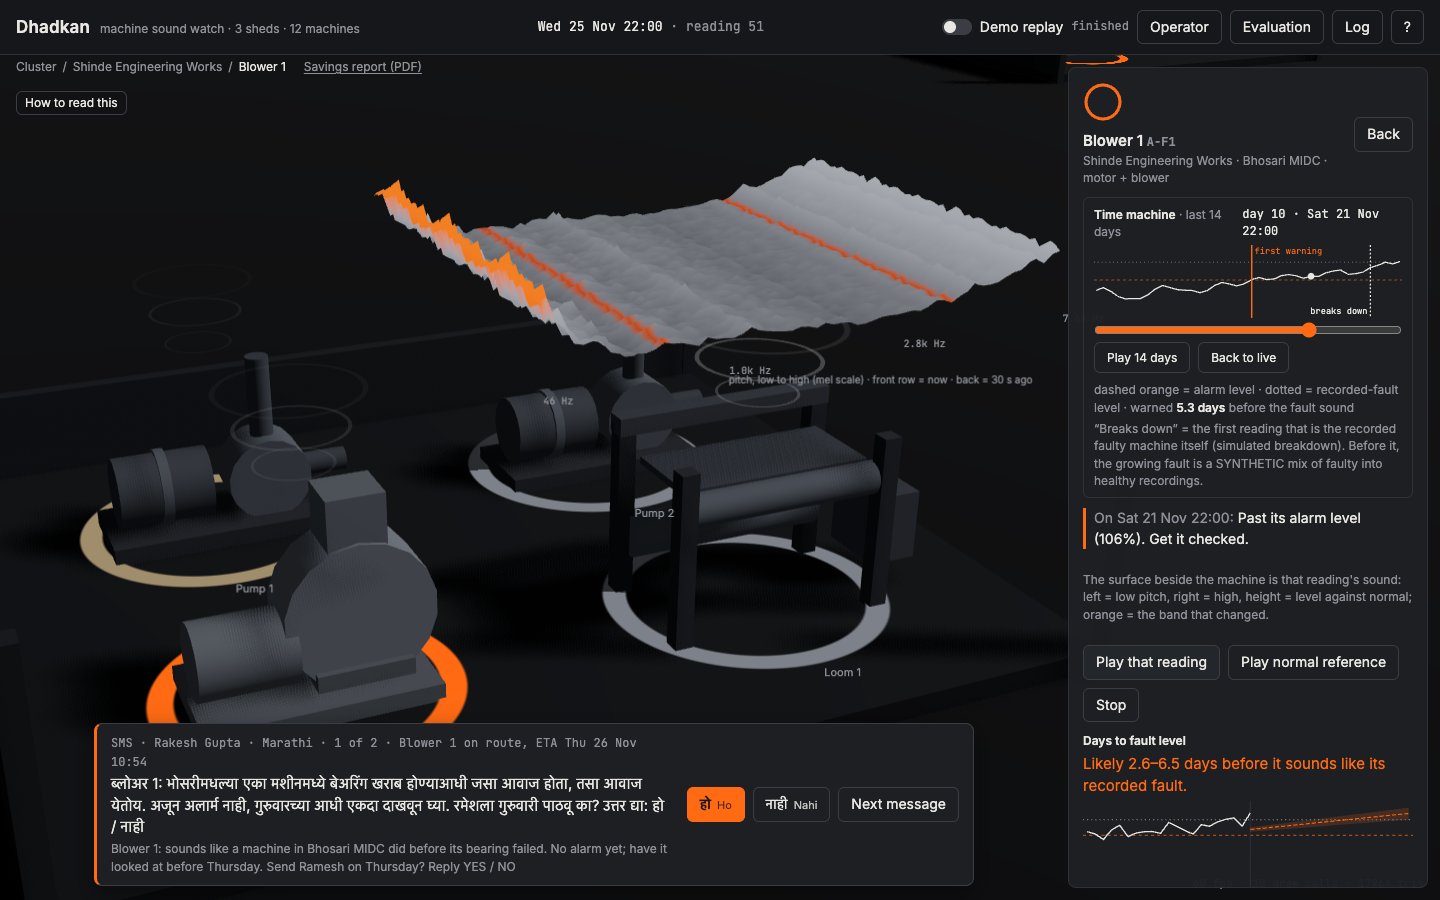 Dhadkan machine sound watch · 3 sheds · 12 machines
Wed 25 Nov 22:00 · reading 51
Demo replay finished
Operator
Evaluation
Log
?
Cluster / Shinde Engineering Works / Blower 1 Savings report (PDF)
How to read this
2.8k Hz
1.0k Hz
pitch, low to high (mel scale) · front row = now · back = 30 s ago
46 Hz
Pump 2
Pump 1
Loom 1
Blower 1 A-F1
Back
Shinde Engineering Works · Bhosari MIDC ·
motor + blower
Time machine · last 14
days
day 10 · Sat 21 Nov
22:00
first warning
breaks down
Play 14 days
Back to live
dashed orange = alarm level · dotted = recorded-fault
level · warned 5.3 days before the fault sound
“Breaks down” = the first reading that is the recorded
faulty machine itself (simulated breakdown). Before it,
the growing fault is a SYNTHETIC mix of faulty into
healthy recordings.
On Sat 21 Nov 22:00: Past its alarm level
(106%). Get it checked.
The surface beside the machine is that reading's sound:
left = low pitch, right = high, height = level against normal;
orange = the band that changed.
Play that reading
Play normal reference
Stop
Days to fault level
Likely 2.6–6.5 days before it sounds like its
recorded fault.
SMS · Rakesh Gupta · Marathi · 1 of 2 · Blower 1 on route, ETA Thu 26 Nov
10:54
ब्लोअर 1: भोसरीमधल्या एका मशीनमध्ये बेअरिंग खराब होण्याआधी जसा आवाज होता, तसा आवाज
येतोय. अजून अलार्म नाही, गुरुवारच्या आधी एकदा दाखवून घ्या. रमेशला गुरुवारी पाठवू का? उत्तर द्या: हो
/ नाही
Blower 1: sounds like a machine in Bhosari MIDC did before its bearing failed. No alarm yet; have it
looked at before Thursday. Send Ramesh on Thursday? Reply YES / NO
हो Ho
नाही Nahi
Next message